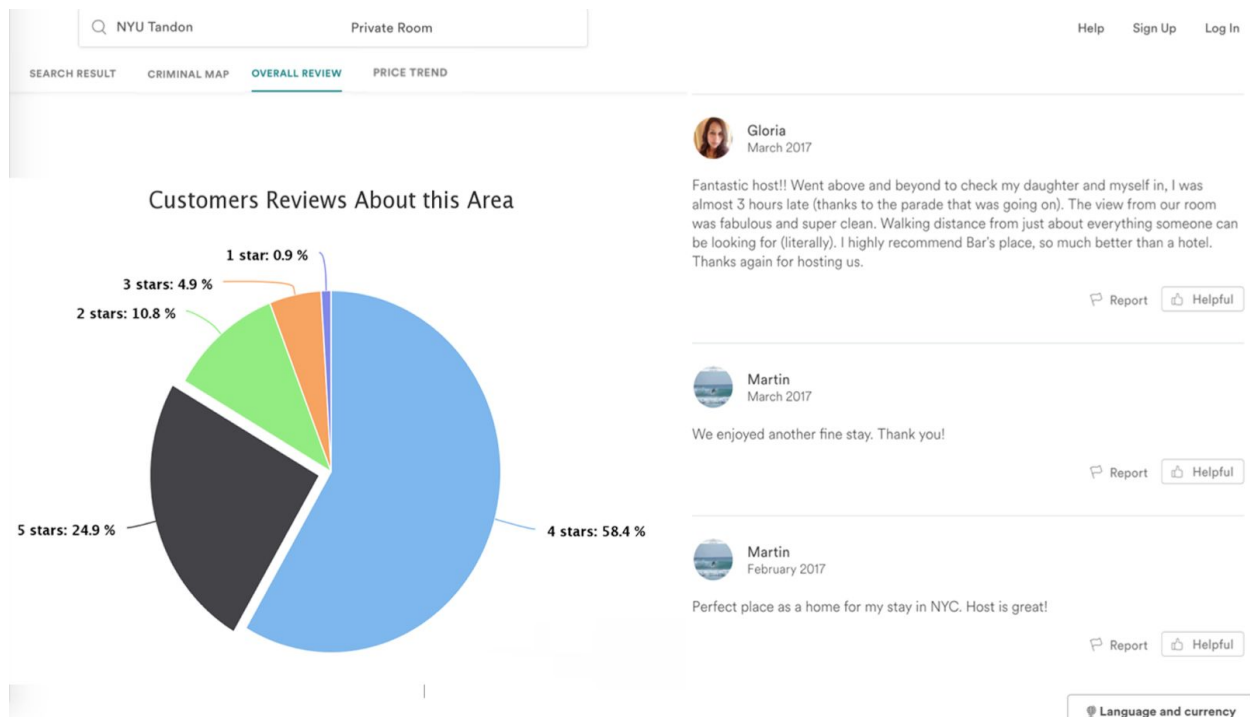 NYU Tandon Private Room
Help Sign Up Log In
SEARCH RESULT CRIMINAL MAP OVERALL REVIEW PRICE TREND
Customers Reviews About this Area
1 star: 0.9 %
3 stars: 4.9 %
2 stars: 10.8 %
5 stars: 24.9 %
4 stars: 58.4 %
Gloria
March 2017
Fantastic host!! Went above and beyond to check my daughter and myself in, I was
almost 3 hours late (thanks to the parade that was going on). The view from our room
was fabulous and super clean. Walking distance from just about everything someone can
be looking for (literally). I highly recommend Bar's place, so much better than a hotel.
Thanks again for hosting us.
Report Helpful
Martin
March 2017
We enjoyed another fine stay. Thank you!
Report Helpful
Martin
February 2017
Perfect place as a home for my stay in NYC. Host is great!
Report Helpful
Language and currency